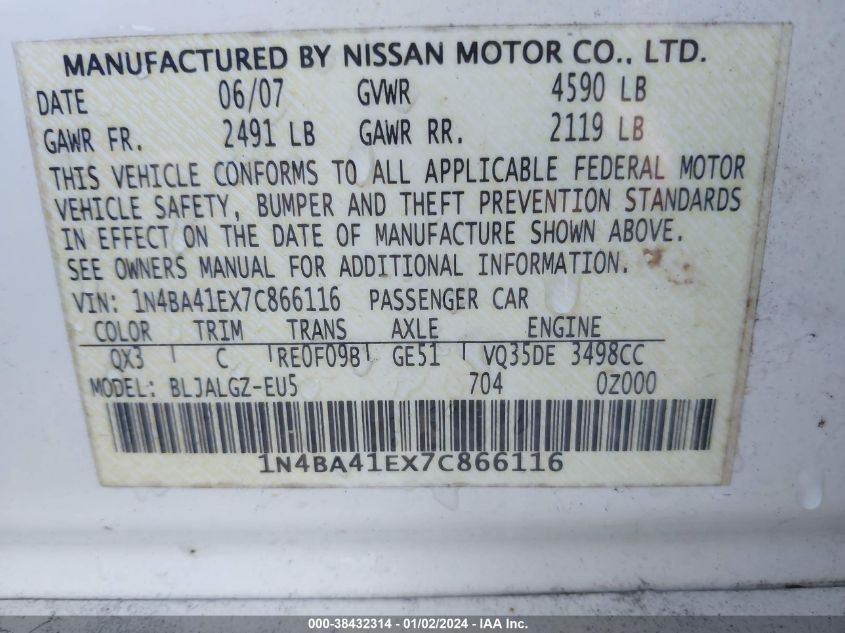 MANUFACTURED BY NISSAN MOTOR CO., LTD.
DATE 06/07 GVWR 4590 LB
GAWR FR. 2491 LB GAWR RR. 2119 LB
THIS VEHICLE CONFORMS TO ALL APPLICABLE FEDERAL MOTOR
VEHICLE SAFETY, BUMPER AND THEFT PREVENTION STANDARDS
IN EFFECT ON THE DATE OF MANUFACTURE SHOWN ABOVE.
SEE OWNERS MANUAL FOR ADDITIONAL INFORMATION.
VIN: 1N4BA41EX7C866116 PASSENGER CAR
COLOR TRIM TRANS AXLE ENGINE
QX3 C RE0F09B GE51 VQ35DE 3498CC
MODEL: BLJALGZ-EU5 704 0Z000
1N4BA41EX7C866116
000-38432314 - 01/02/2024 - IAA Inc.